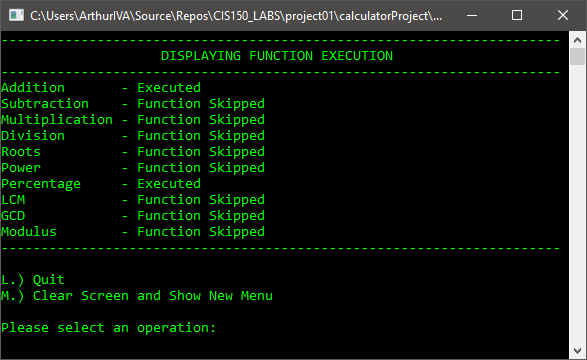 C:\Users\ArthurIVA\Source\Repos\CIS150_LABS\project01\calculatorProject\...
----------------------------------------------------------------------
DISPLAYING FUNCTION EXECUTION
----------------------------------------------------------------------
Addition       - Executed
Subtraction    - Function Skipped
Multiplication - Function Skipped
Division       - Function Skipped
Roots          - Function Skipped
Power          - Function Skipped
Percentage     - Executed
LCM            - Function Skipped
GCD            - Function Skipped
Modulus        - Function Skipped
----------------------------------------------------------------------
L.) Quit
M.) Clear Screen and Show New Menu
Please select an operation: